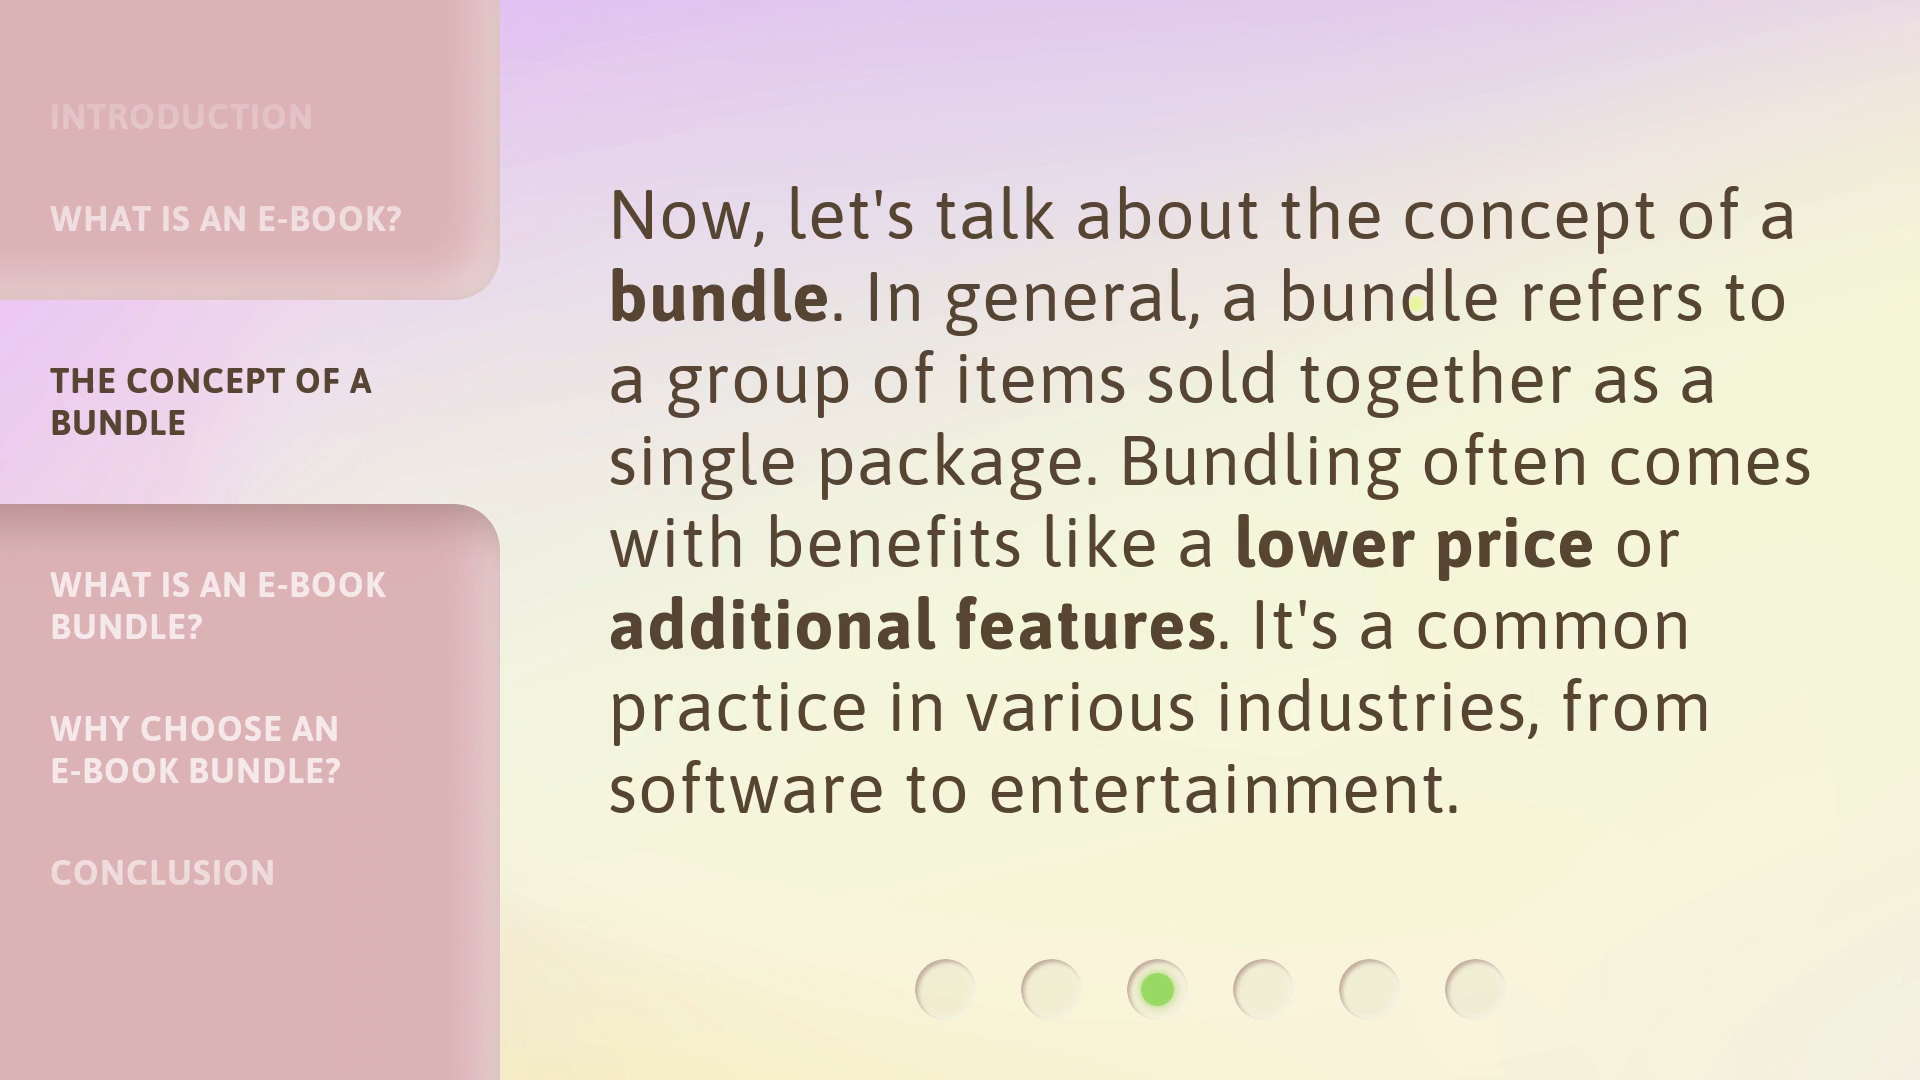 INTRODUCTION
WHAT IS AN E-BOOK?
THE CONCEPT OF A
BUNDLE
WHAT IS AN E-BOOK
BUNDLE?
WHY CHOOSE AN
E-BOOK BUNDLE?
CONCLUSION
Now, let's talk about the concept of a
bundle. In general, a bundle refers to
a group of items sold together as a
single package. Bundling often comes
with benefits like a lower price or
additional features. It's a common
practice in various industries, from
software to entertainment.